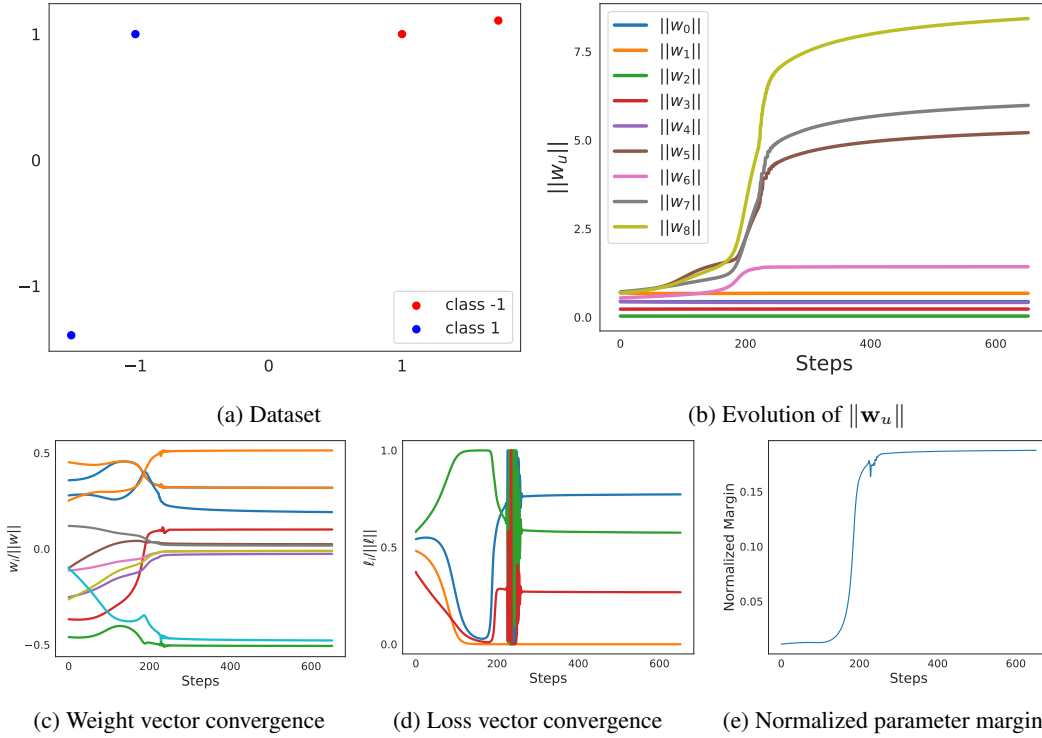 1
0
−1
−1
0
1
class -1
class 1
(a) Dataset
||w_u||
7.5
5.0
2.5
0.0
||w_0||
||w_1||
||w_2||
||w_3||
||w_4||
||w_5||
||w_6||
||w_7||
||w_8||
0
200
400
600
Steps
(b) Evolution of ||w_u||
w_i/||w||
0.5
0.0
−0.5
0
200
400
600
Steps
(c) Weight vector convergence
ℓ_i/||ℓ||
1.0
0.5
0.0
0
200
400
600
Steps
(d) Loss vector convergence
Normalized Margin
0.15
0.10
0.05
0
200
400
600
Steps
(e) Normalized parameter margin